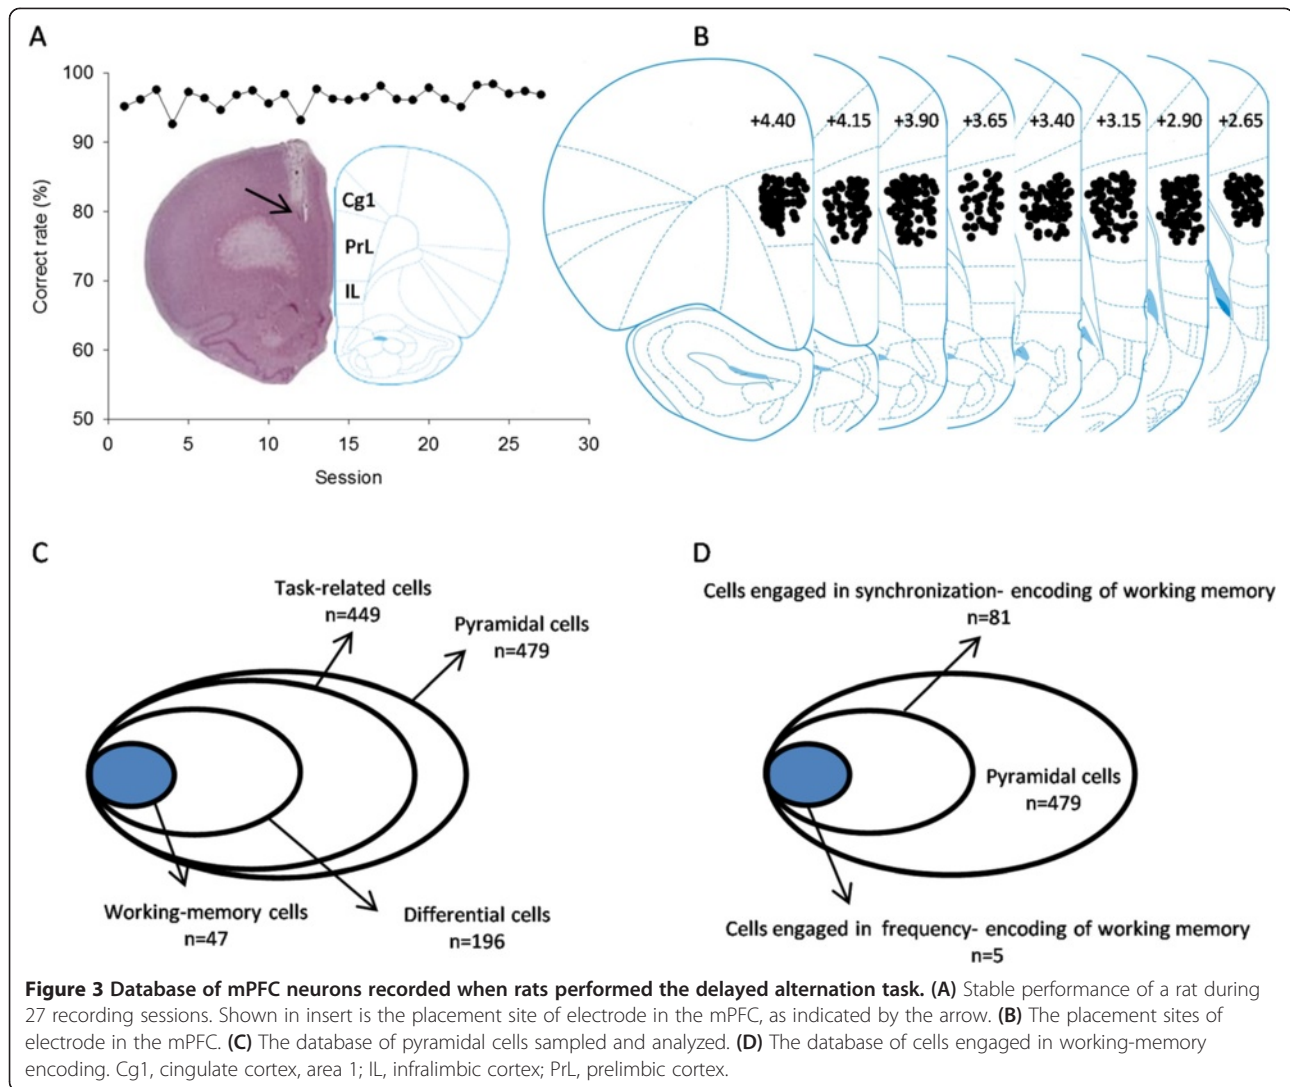 A
B
100
90
80
70
60
50
Correct rate (%)
0
5
10
15
20
25
30
Session
Cg1
PrL
IL
+4.40
+4.15
+3.90
+3.65
+3.40
+3.15
+2.90
+2.65
C
Task-related cells
n=449
Pyramidal cells
n=479
Working-memory cells
n=47
Differential cells
n=196
D
Cells engaged in synchronization- encoding of working memory
n=81
Pyramidal cells
n=479
Cells engaged in frequency- encoding of working memory
n=5
Figure 3 Database of mPFC neurons recorded when rats performed the delayed alternation task. (A) Stable performance of a rat during
27 recording sessions. Shown in insert is the placement site of electrode in the mPFC, as indicated by the arrow. (B) The placement sites of
electrode in the mPFC. (C) The database of pyramidal cells sampled and analyzed. (D) The database of cells engaged in working-memory
encoding. Cg1, cingulate cortex, area 1; IL, infralimbic cortex; PrL, prelimbic cortex.